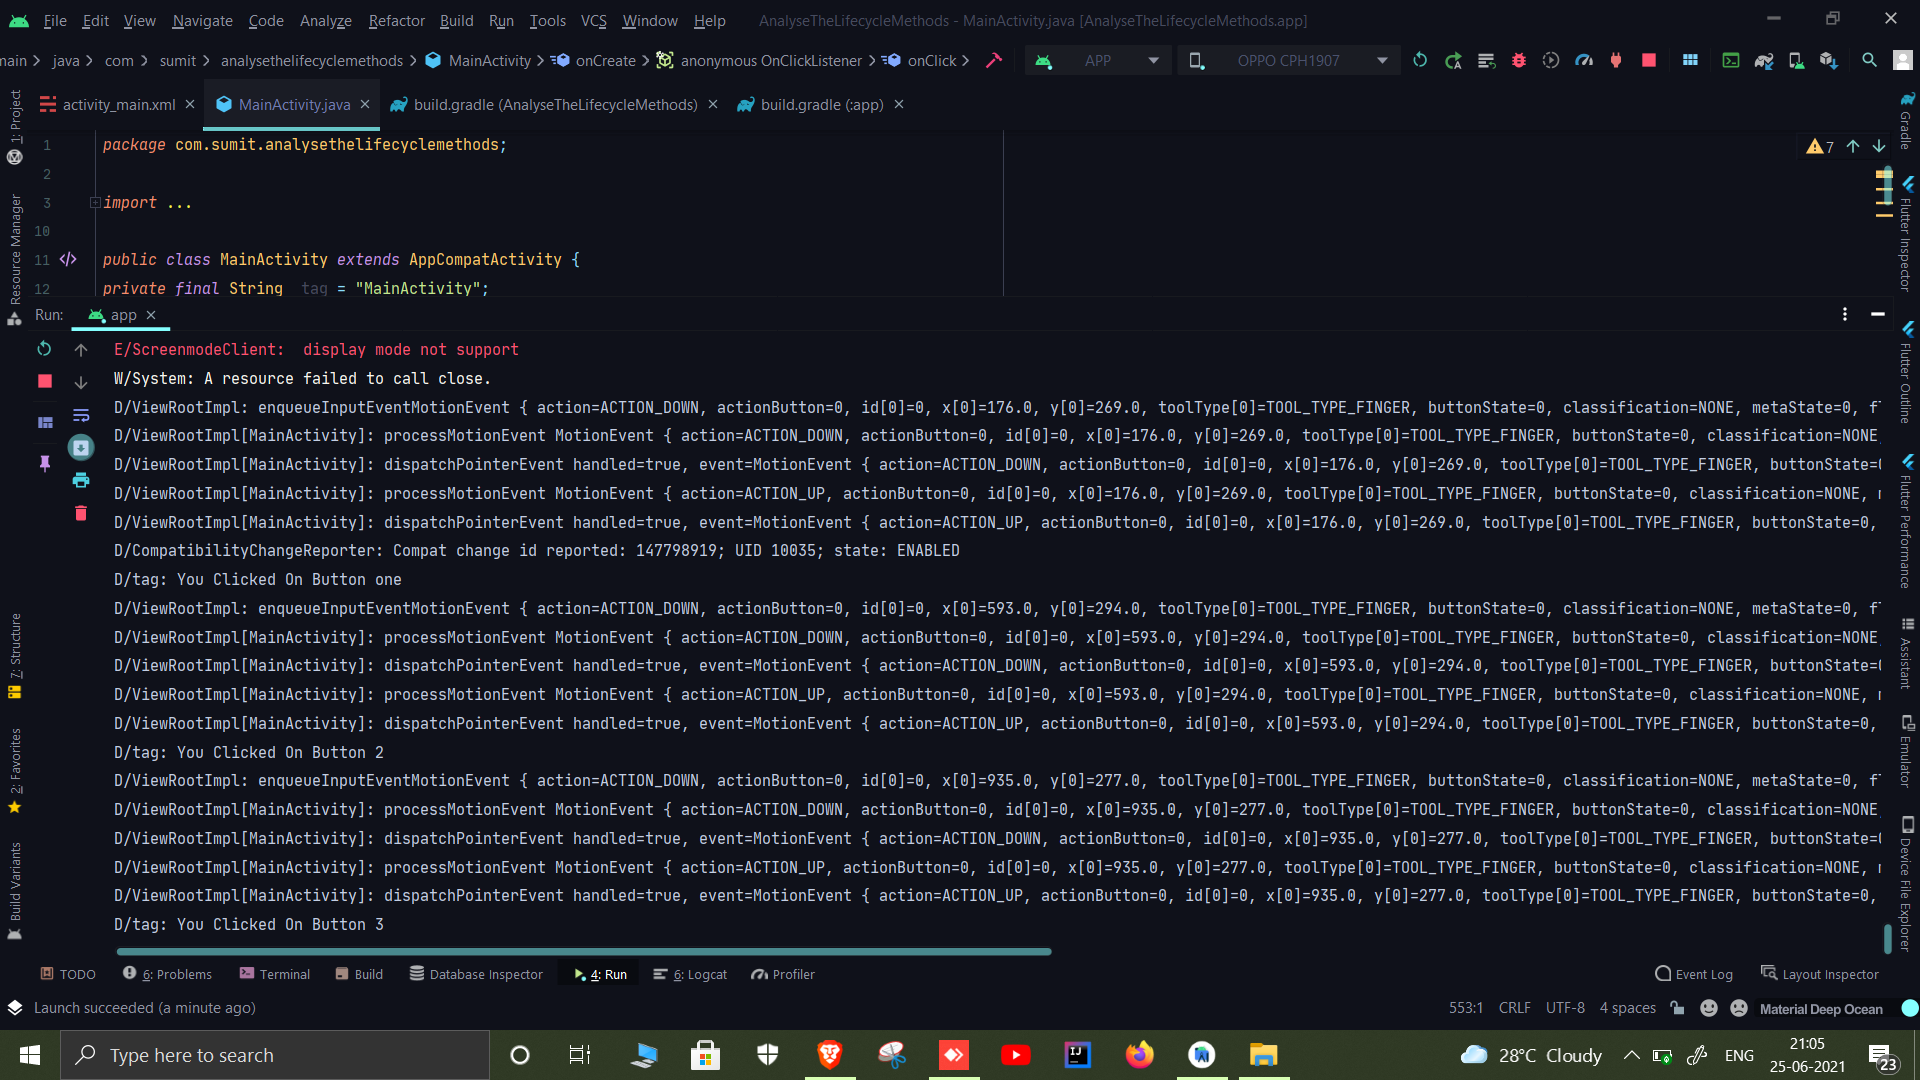 File Edit View Navigate Code Analyze Refactor Build Run Tools VCS Window Help AnalyseTheLifecycleMethods - MainActivity.java [AnalyseTheLifecycleMethods.app]
main java com sumit analysethelifecyclemethods MainActivity onCreate anonymous OnClickListener onClick APP OPPO CPH1907
activity_main.xml MainActivity.java build.gradle (AnalyseTheLifecycleMethods) build.gradle (:app)
1 package com.sumit.analysethelifecyclemethods;
7
2
3 import ...
10
11 public class MainActivity extends AppCompatActivity {
12 private final String tag = "MainActivity";
Run: app
E/ScreenmodeClient:  display mode not support
W/System: A resource failed to call close.
D/ViewRootImpl: enqueueInputEventMotionEvent { action=ACTION_DOWN, actionButton=0, id[0]=0, x[0]=176.0, y[0]=269.0, toolType[0]=TOOL_TYPE_FINGER, buttonState=0, classification=NONE, metaState=0, fl
D/ViewRootImpl[MainActivity]: processMotionEvent MotionEvent { action=ACTION_DOWN, actionButton=0, id[0]=0, x[0]=176.0, y[0]=269.0, toolType[0]=TOOL_TYPE_FINGER, buttonState=0, classification=NONE,
D/ViewRootImpl[MainActivity]: dispatchPointerEvent handled=true, event=MotionEvent { action=ACTION_DOWN, actionButton=0, id[0]=0, x[0]=176.0, y[0]=269.0, toolType[0]=TOOL_TYPE_FINGER, buttonState=0
D/ViewRootImpl[MainActivity]: processMotionEvent MotionEvent { action=ACTION_UP, actionButton=0, id[0]=0, x[0]=176.0, y[0]=269.0, toolType[0]=TOOL_TYPE_FINGER, buttonState=0, classification=NONE, m
D/ViewRootImpl[MainActivity]: dispatchPointerEvent handled=true, event=MotionEvent { action=ACTION_UP, actionButton=0, id[0]=0, x[0]=176.0, y[0]=269.0, toolType[0]=TOOL_TYPE_FINGER, buttonState=0,
D/CompatibilityChangeReporter: Compat change id reported: 147798919; UID 10035; state: ENABLED
D/tag: You Clicked On Button one
D/ViewRootImpl: enqueueInputEventMotionEvent { action=ACTION_DOWN, actionButton=0, id[0]=0, x[0]=593.0, y[0]=294.0, toolType[0]=TOOL_TYPE_FINGER, buttonState=0, classification=NONE, metaState=0, fl
D/ViewRootImpl[MainActivity]: processMotionEvent MotionEvent { action=ACTION_DOWN, actionButton=0, id[0]=0, x[0]=593.0, y[0]=294.0, toolType[0]=TOOL_TYPE_FINGER, buttonState=0, classification=NONE,
D/ViewRootImpl[MainActivity]: dispatchPointerEvent handled=true, event=MotionEvent { action=ACTION_DOWN, actionButton=0, id[0]=0, x[0]=593.0, y[0]=294.0, toolType[0]=TOOL_TYPE_FINGER, buttonState=0
D/ViewRootImpl[MainActivity]: processMotionEvent MotionEvent { action=ACTION_UP, actionButton=0, id[0]=0, x[0]=593.0, y[0]=294.0, toolType[0]=TOOL_TYPE_FINGER, buttonState=0, classification=NONE, m
D/ViewRootImpl[MainActivity]: dispatchPointerEvent handled=true, event=MotionEvent { action=ACTION_UP, actionButton=0, id[0]=0, x[0]=593.0, y[0]=294.0, toolType[0]=TOOL_TYPE_FINGER, buttonState=0,
D/tag: You Clicked On Button 2
D/ViewRootImpl: enqueueInputEventMotionEvent { action=ACTION_DOWN, actionButton=0, id[0]=0, x[0]=935.0, y[0]=277.0, toolType[0]=TOOL_TYPE_FINGER, buttonState=0, classification=NONE, metaState=0, fl
D/ViewRootImpl[MainActivity]: processMotionEvent MotionEvent { action=ACTION_DOWN, actionButton=0, id[0]=0, x[0]=935.0, y[0]=277.0, toolType[0]=TOOL_TYPE_FINGER, buttonState=0, classification=NONE,
D/ViewRootImpl[MainActivity]: dispatchPointerEvent handled=true, event=MotionEvent { action=ACTION_DOWN, actionButton=0, id[0]=0, x[0]=935.0, y[0]=277.0, toolType[0]=TOOL_TYPE_FINGER, buttonState=0
D/ViewRootImpl[MainActivity]: processMotionEvent MotionEvent { action=ACTION_UP, actionButton=0, id[0]=0, x[0]=935.0, y[0]=277.0, toolType[0]=TOOL_TYPE_FINGER, buttonState=0, classification=NONE, m
D/ViewRootImpl[MainActivity]: dispatchPointerEvent handled=true, event=MotionEvent { action=ACTION_UP, actionButton=0, id[0]=0, x[0]=935.0, y[0]=277.0, toolType[0]=TOOL_TYPE_FINGER, buttonState=0,
D/tag: You Clicked On Button 3
1: Project
Resource Manager
7: Structure
2: Favorites
Build Variants
Gradle
Flutter Inspector
Flutter Outline
Flutter Performance
Assistant
Emulator
Device File Explorer
TODO 6: Problems Terminal Build Database Inspector 4: Run 6: Logcat Profiler Event Log Layout Inspector
Launch succeeded (a minute ago) 553:1 CRLF UTF-8 4 spaces Material Deep Ocean
Type here to search 28°C Cloudy ENG 21:05
25-06-2021 23